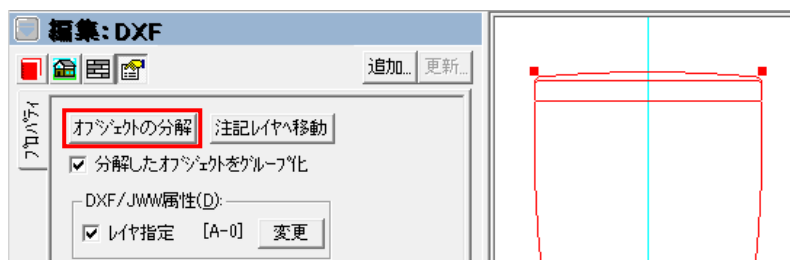 編集:DXF
追加... 更新...
プロパティ
オブジェクトの分解 注記レイヤへ移動
分解したオブジェクトをグループ化
DXF/JWW属性(D):
レイヤ指定 [A-0] 変更